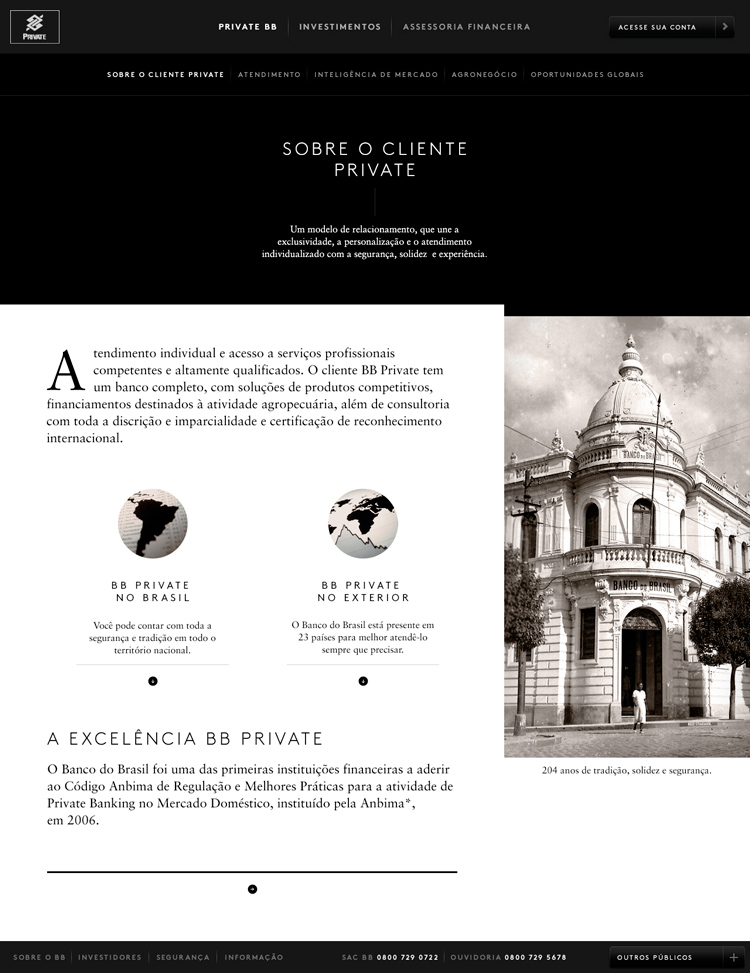 PRIVATE
PRIVATE BB
INVESTIMENTOS
ASSESSORIA FINANCEIRA
ACESSE SUA CONTA
SOBRE O CLIENTE PRIVATE
ATENDIMENTO
INTELIGÊNCIA DE MERCADO
AGRONEGÓCIO
OPORTUNIDADES GLOBAIS
SOBRE O CLIENTE
PRIVATE
Um modelo de relacionamento, que une a
exclusividade, a personalização e o atendimento
individualizado com a segurança, solidez e experiência.
Atendimento individual e acesso a serviços profissionais
competentes e altamente qualificados. O cliente BB Private tem
um banco completo, com soluções de produtos competitivos,
financiamentos destinados à atividade agropecuária, além de consultoria
com toda a discrição e imparcialidade e certificação de reconhecimento
internacional.
BB PRIVATE
NO BRASIL
Você pode contar com toda a
segurança e tradição em todo o
território nacional.
BB PRIVATE
NO EXTERIOR
O Banco do Brasil está presente em
23 países para melhor atendê-lo
sempre que precisar.
BANCO DO BRASIL
BANCO DO BRASIL
204 anos de tradição, solidez e segurança.
A EXCELÊNCIA BB PRIVATE
O Banco do Brasil foi uma das primeiras instituições financeiras a aderir
ao Código Anbima de Regulação e Melhores Práticas para a atividade de
Private Banking no Mercado Doméstico, instituído pela Anbima*,
em 2006.
SOBRE O BB
INVESTIDORES
SEGURANÇA
INFORMAÇÃO
SAC BB 0800 729 0722
OUVIDORIA 0800 729 5678
OUTROS PÚBLICOS